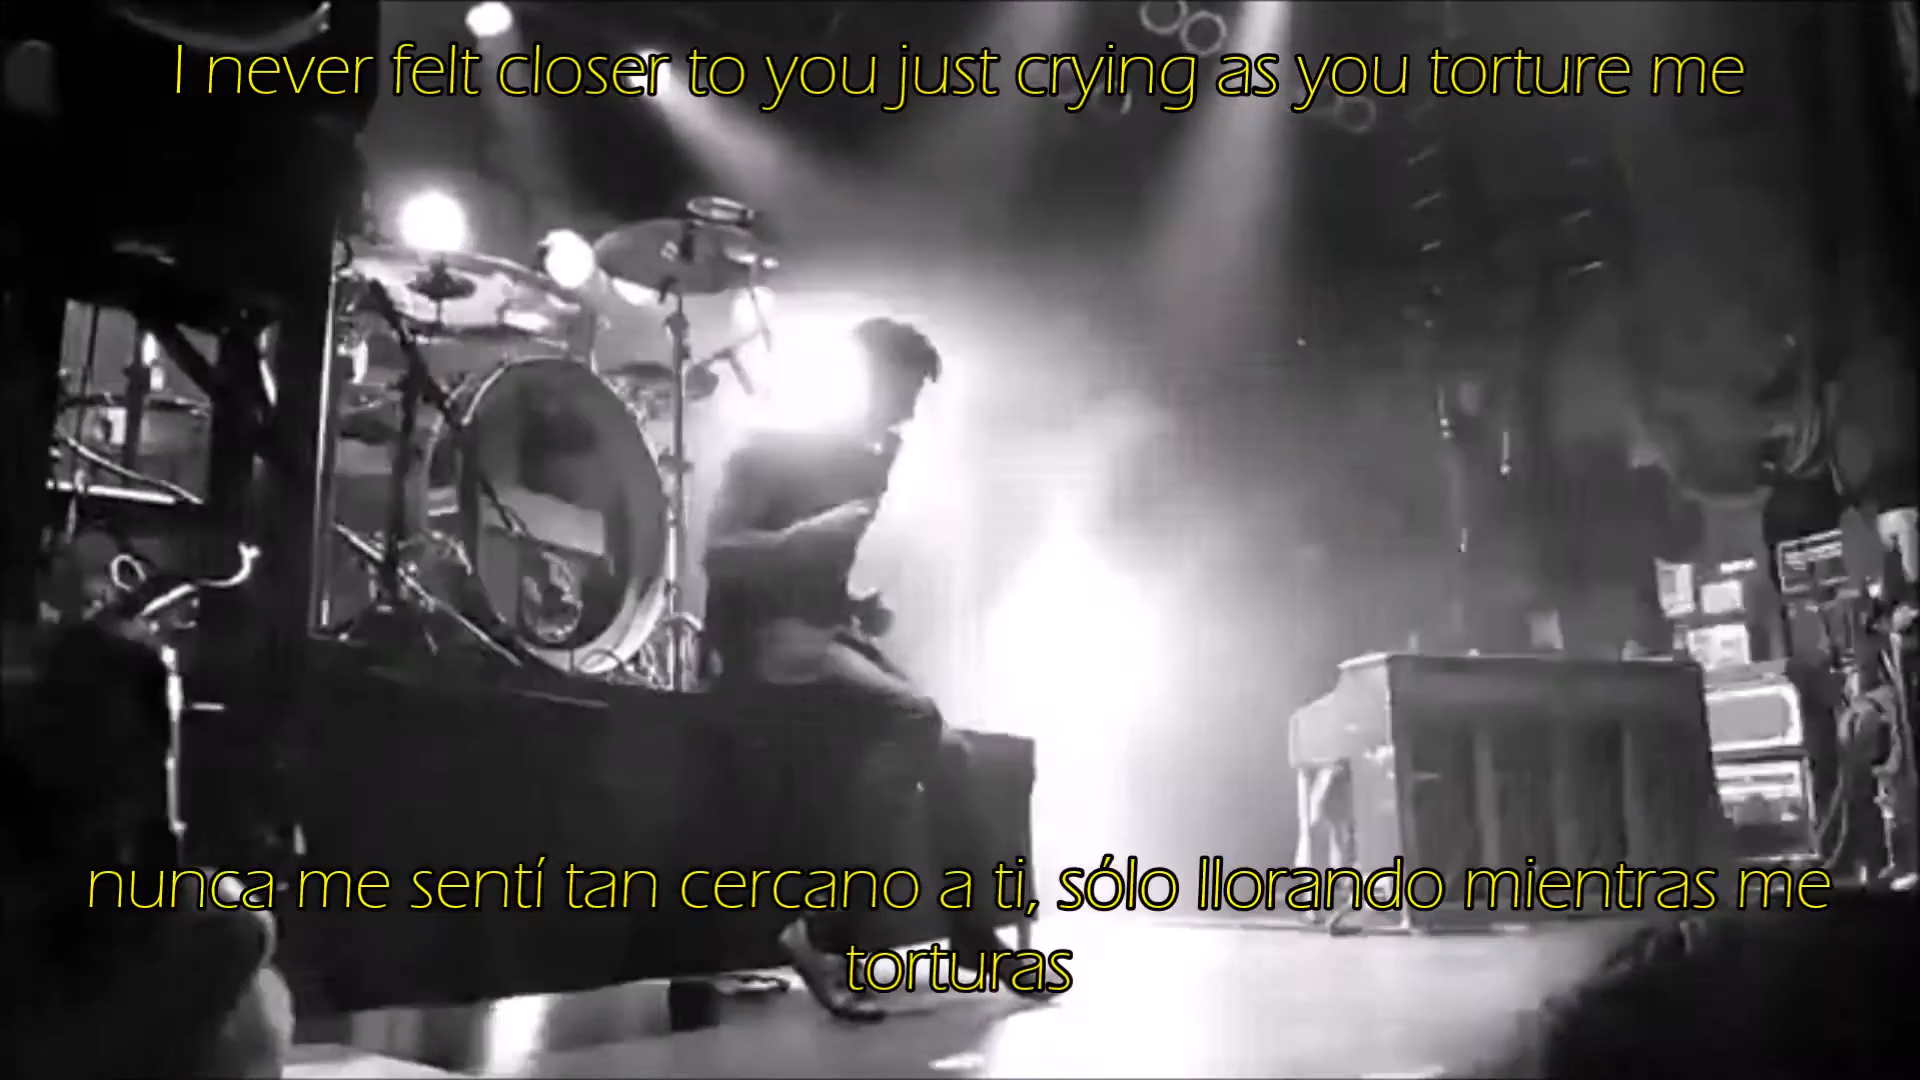 I never felt closer to you just crying as you torture me
nunca me sentí tan cercano a ti, sólo llorando mientras me
torturas